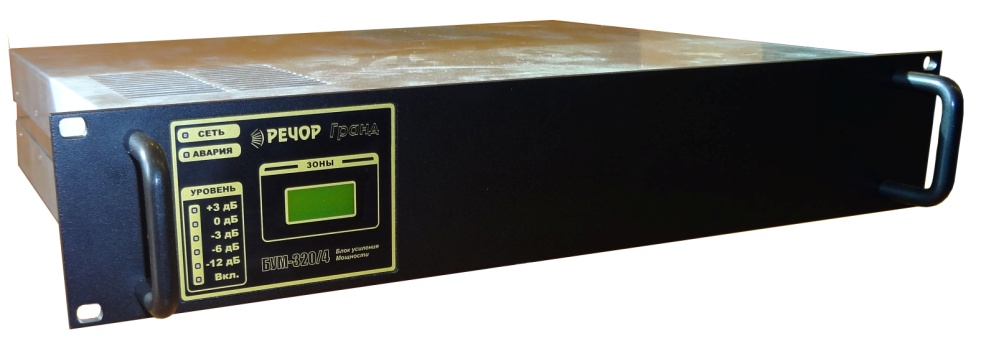 СЕТЬ
АВАРИЯ
РЕЧОР Гранд
ЗОНЫ
УРОВЕНЬ
+3 дБ
0 дБ
-3 дБ
-6 дБ
-12 дБ
Вкл.
БУМ-320/4
Блок усиления
Мощности